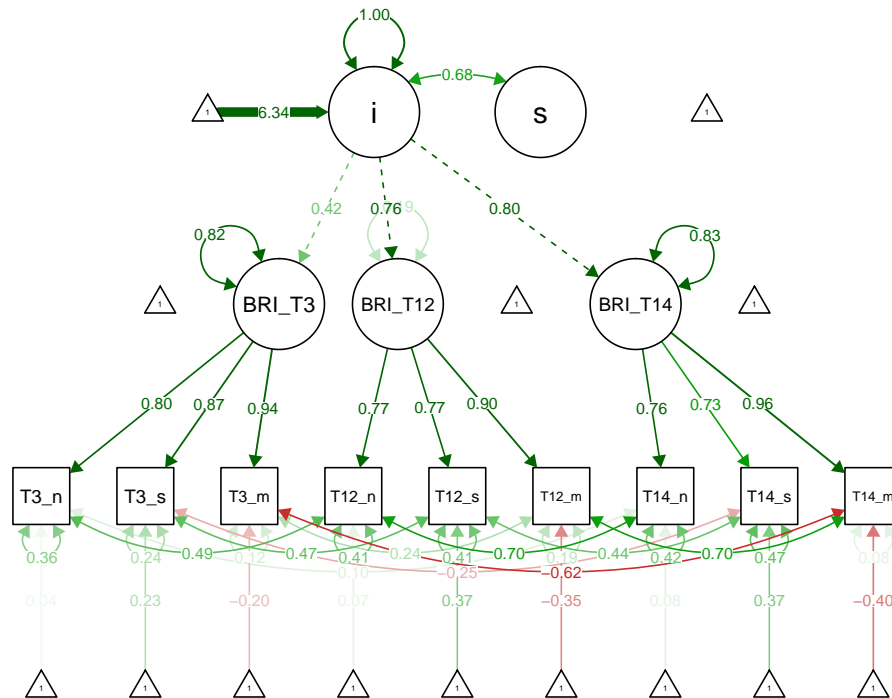 1.00
0.68
1 6.34 i s 1
0.42 0.76 0.80
0.82 0.83
1 BRI_T3 BRI_T12 1 BRI_T14 1
0.80 0.87 0.94 0.77 0.77 0.90 0.76 0.73 0.96
T3_n T3_s T3_m T12_n T12_s T12_m T14_n T14_s T14_m
0.36 0.24 0.12 0.41 0.41 0.19 0.42 0.47 0.08
0.49 0.47 0.24 0.70 0.44 0.70
0.10 −0.25 −0.62
0.04 0.23 −0.20 0.07 0.37 −0.35 0.08 0.37 −0.40
1 1 1 1 1 1 1 1 1